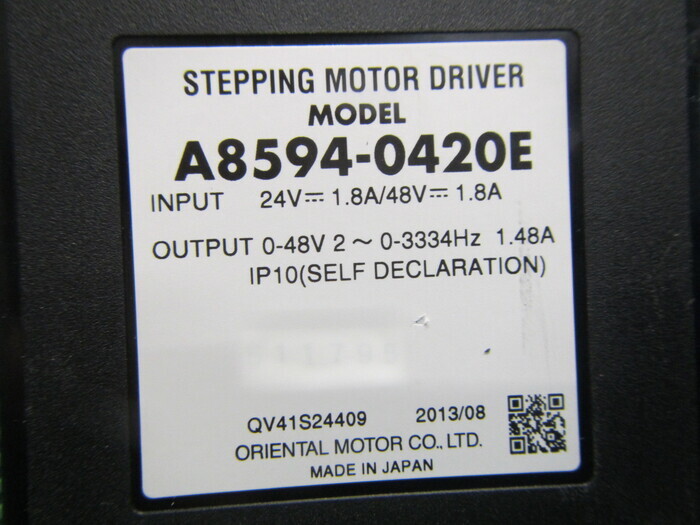 STEPPING MOTOR DRIVER
MODEL
A8594-0420E
INPUT 24V⎓ 1.8A/48V⎓ 1.8A
OUTPUT 0-48V 2～ 0-3334Hz 1.48A
IP10(SELF DECLARATION)
QV41S24409 2013/08
ORIENTAL MOTOR CO., LTD.
MADE IN JAPAN